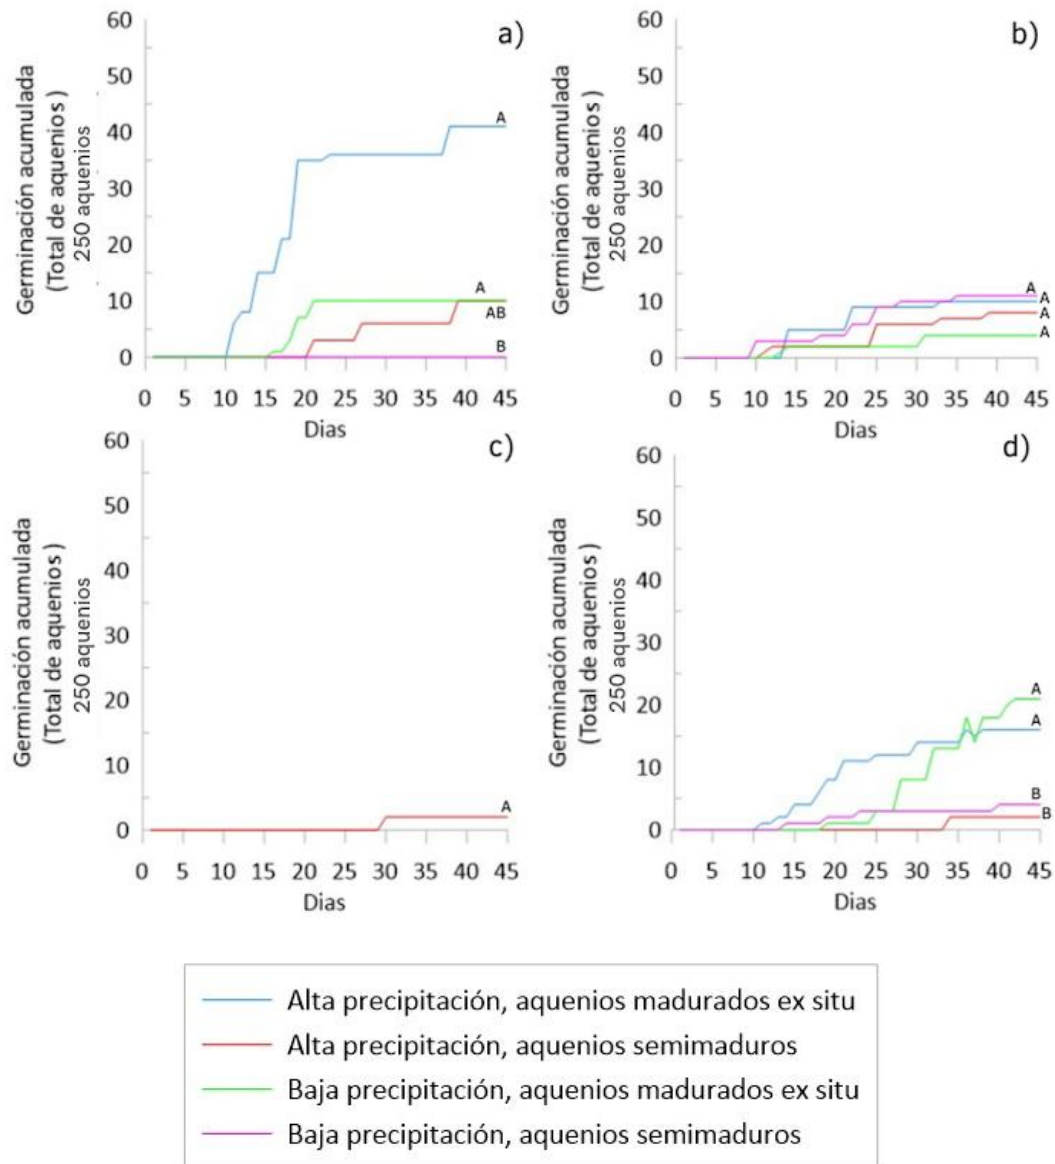 a)
Germinación acumulada
(Total de aquenios )
250 aquenios
60
50
40
30
20
10
0
A
A
AB
B
0 5 10 15 20 25 30 35 40 45
Dias
b)
Germinación acumulada
(Total de aquenios )
250 aquenios
60
50
40
30
20
10
0
A
A
A
A
0 5 10 15 20 25 30 35 40 45
Dias
c)
Germinación acumulada
(Total de aquenios )
250 aquenios
60
50
40
30
20
10
0
A
0 5 10 15 20 25 30 35 40 45
Dias
d)
Germinación acumulada
(Total de aquenios )
250 aquenios
60
50
40
30
20
10
0
A
A
B
B
0 5 10 15 20 25 30 35 40 45
Dias
Alta precipitación, aquenios madurados ex situ
Alta precipitación, aquenios semimaduros
Baja precipitación, aquenios madurados ex situ
Baja precipitación, aquenios semimaduros